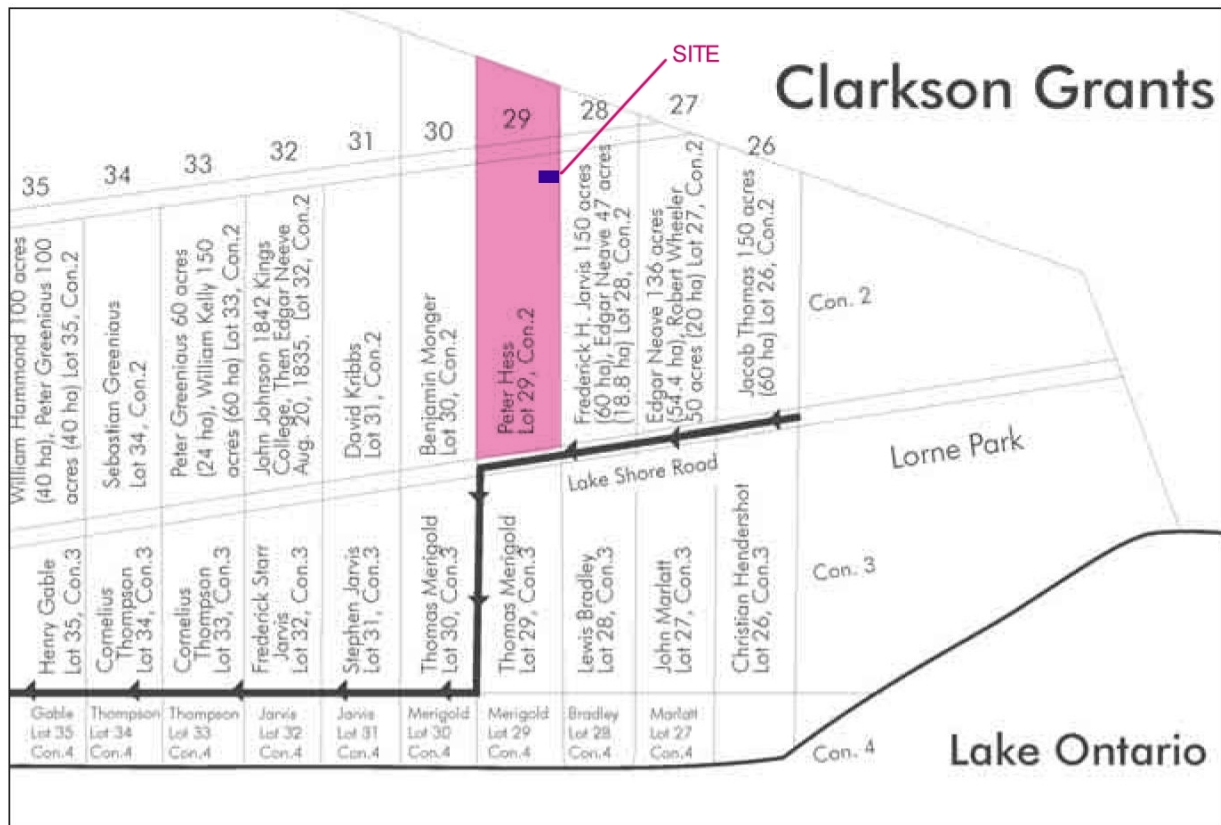 SITE
Clarkson Grants
35
34
33
32
31
30
29
28
27
26
William Hammond 100 acres
(40 ha), Peter Greeniaus 100
acres (40 ha) Lot 35, Con.2
Sebastian Greeniaus
Lot 34, Con.2
Peter Greenius 60 acres
(24 ha), William Kelly 150
acres (60 ha) Lot 33, Con.2
John Johnson 1842 Kings
College, Then Edgar Neeve
Aug. 20, 1835, Lot 32, Con.2
David Kribbs
Lot 31, Con.2
Benjamin Monger
Lot 30, Con.2
Peter Hess
Lot 29, Con.2
Frederick H. Jarvis 150 acres
(60 ha), Edgar Neave 47 acres
(18.8 ha) Lot 28, Con.2
Edgar Neave 136 acres
(54.4 ha), Robert Wheeler
50 acres (20 ha) Lot 27, Con.2
Jacob Thomas 150 acres
(60 ha) Lot 26, Con.2
Con. 2
Lake Shore Road
Lorne Park
Henry Gable
Lot 35, Con.3
Cornelius
Thompson
Lot 34, Con.3
Cornelius
Thompson
Lot 33, Con.3
Frederick Starr
Jarvis
Lot 32, Con.3
Stephen Jarvis
Lot 31, Con.3
Thomas Merigold
Lot 30, Con.3
Thomas Merigold
Lot 29, Con.3
Lewis Bradley
Lot 28, Con.3
John Marlatt
Lot 27, Con.3
Christian Hendershot
Lot 26, Con.3
Con. 3
Gable
Lot 35
Con.4
Thompson
Lot 34
Con.4
Thompson
Lot 33
Con.4
Jarvis
Lot 32
Con.4
Jarvis
Lot 31
Con.4
Merigold
Lot 30
Con.4
Merigold
Lot 29
Con.4
Bradley
Lot 28
Con.4
Marlatt
Lot 27
Con.4
Con. 4
Lake Ontario